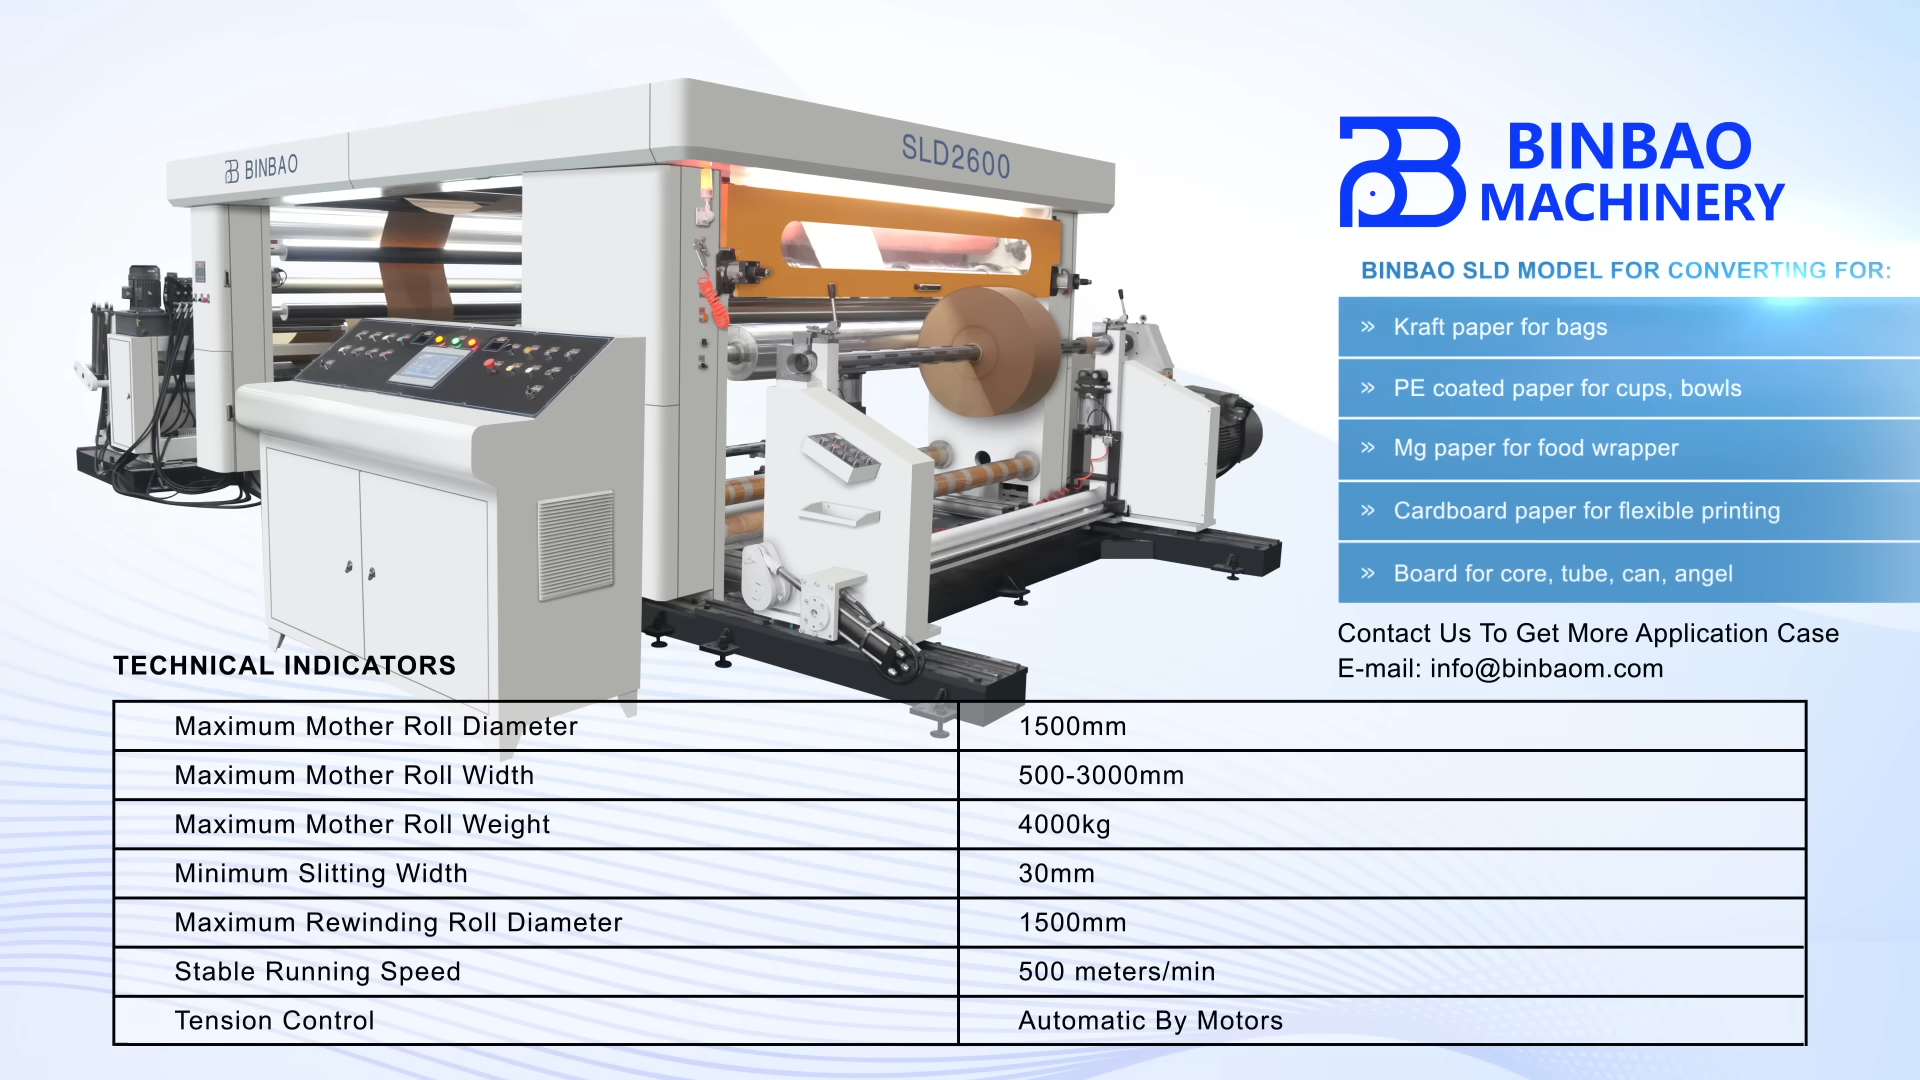 BINBAO
SLD2600
BINBAO
MACHINERY
BINBAO SLD MODEL FOR CONVERTING FOR:
» Kraft paper for bags
» PE coated paper for cups, bowls
» Mg paper for food wrapper
» Cardboard paper for flexible printing
» Board for core, tube, can, angel
Contact Us To Get More Application Case
E-mail: info@binbaom.com
TECHNICAL INDICATORS
Maximum Mother Roll Diameter 1500mm
Maximum Mother Roll Width 500-3000mm
Maximum Mother Roll Weight 4000kg
Minimum Slitting Width 30mm
Maximum Rewinding Roll Diameter 1500mm
Stable Running Speed 500 meters/min
Tension Control Automatic By Motors